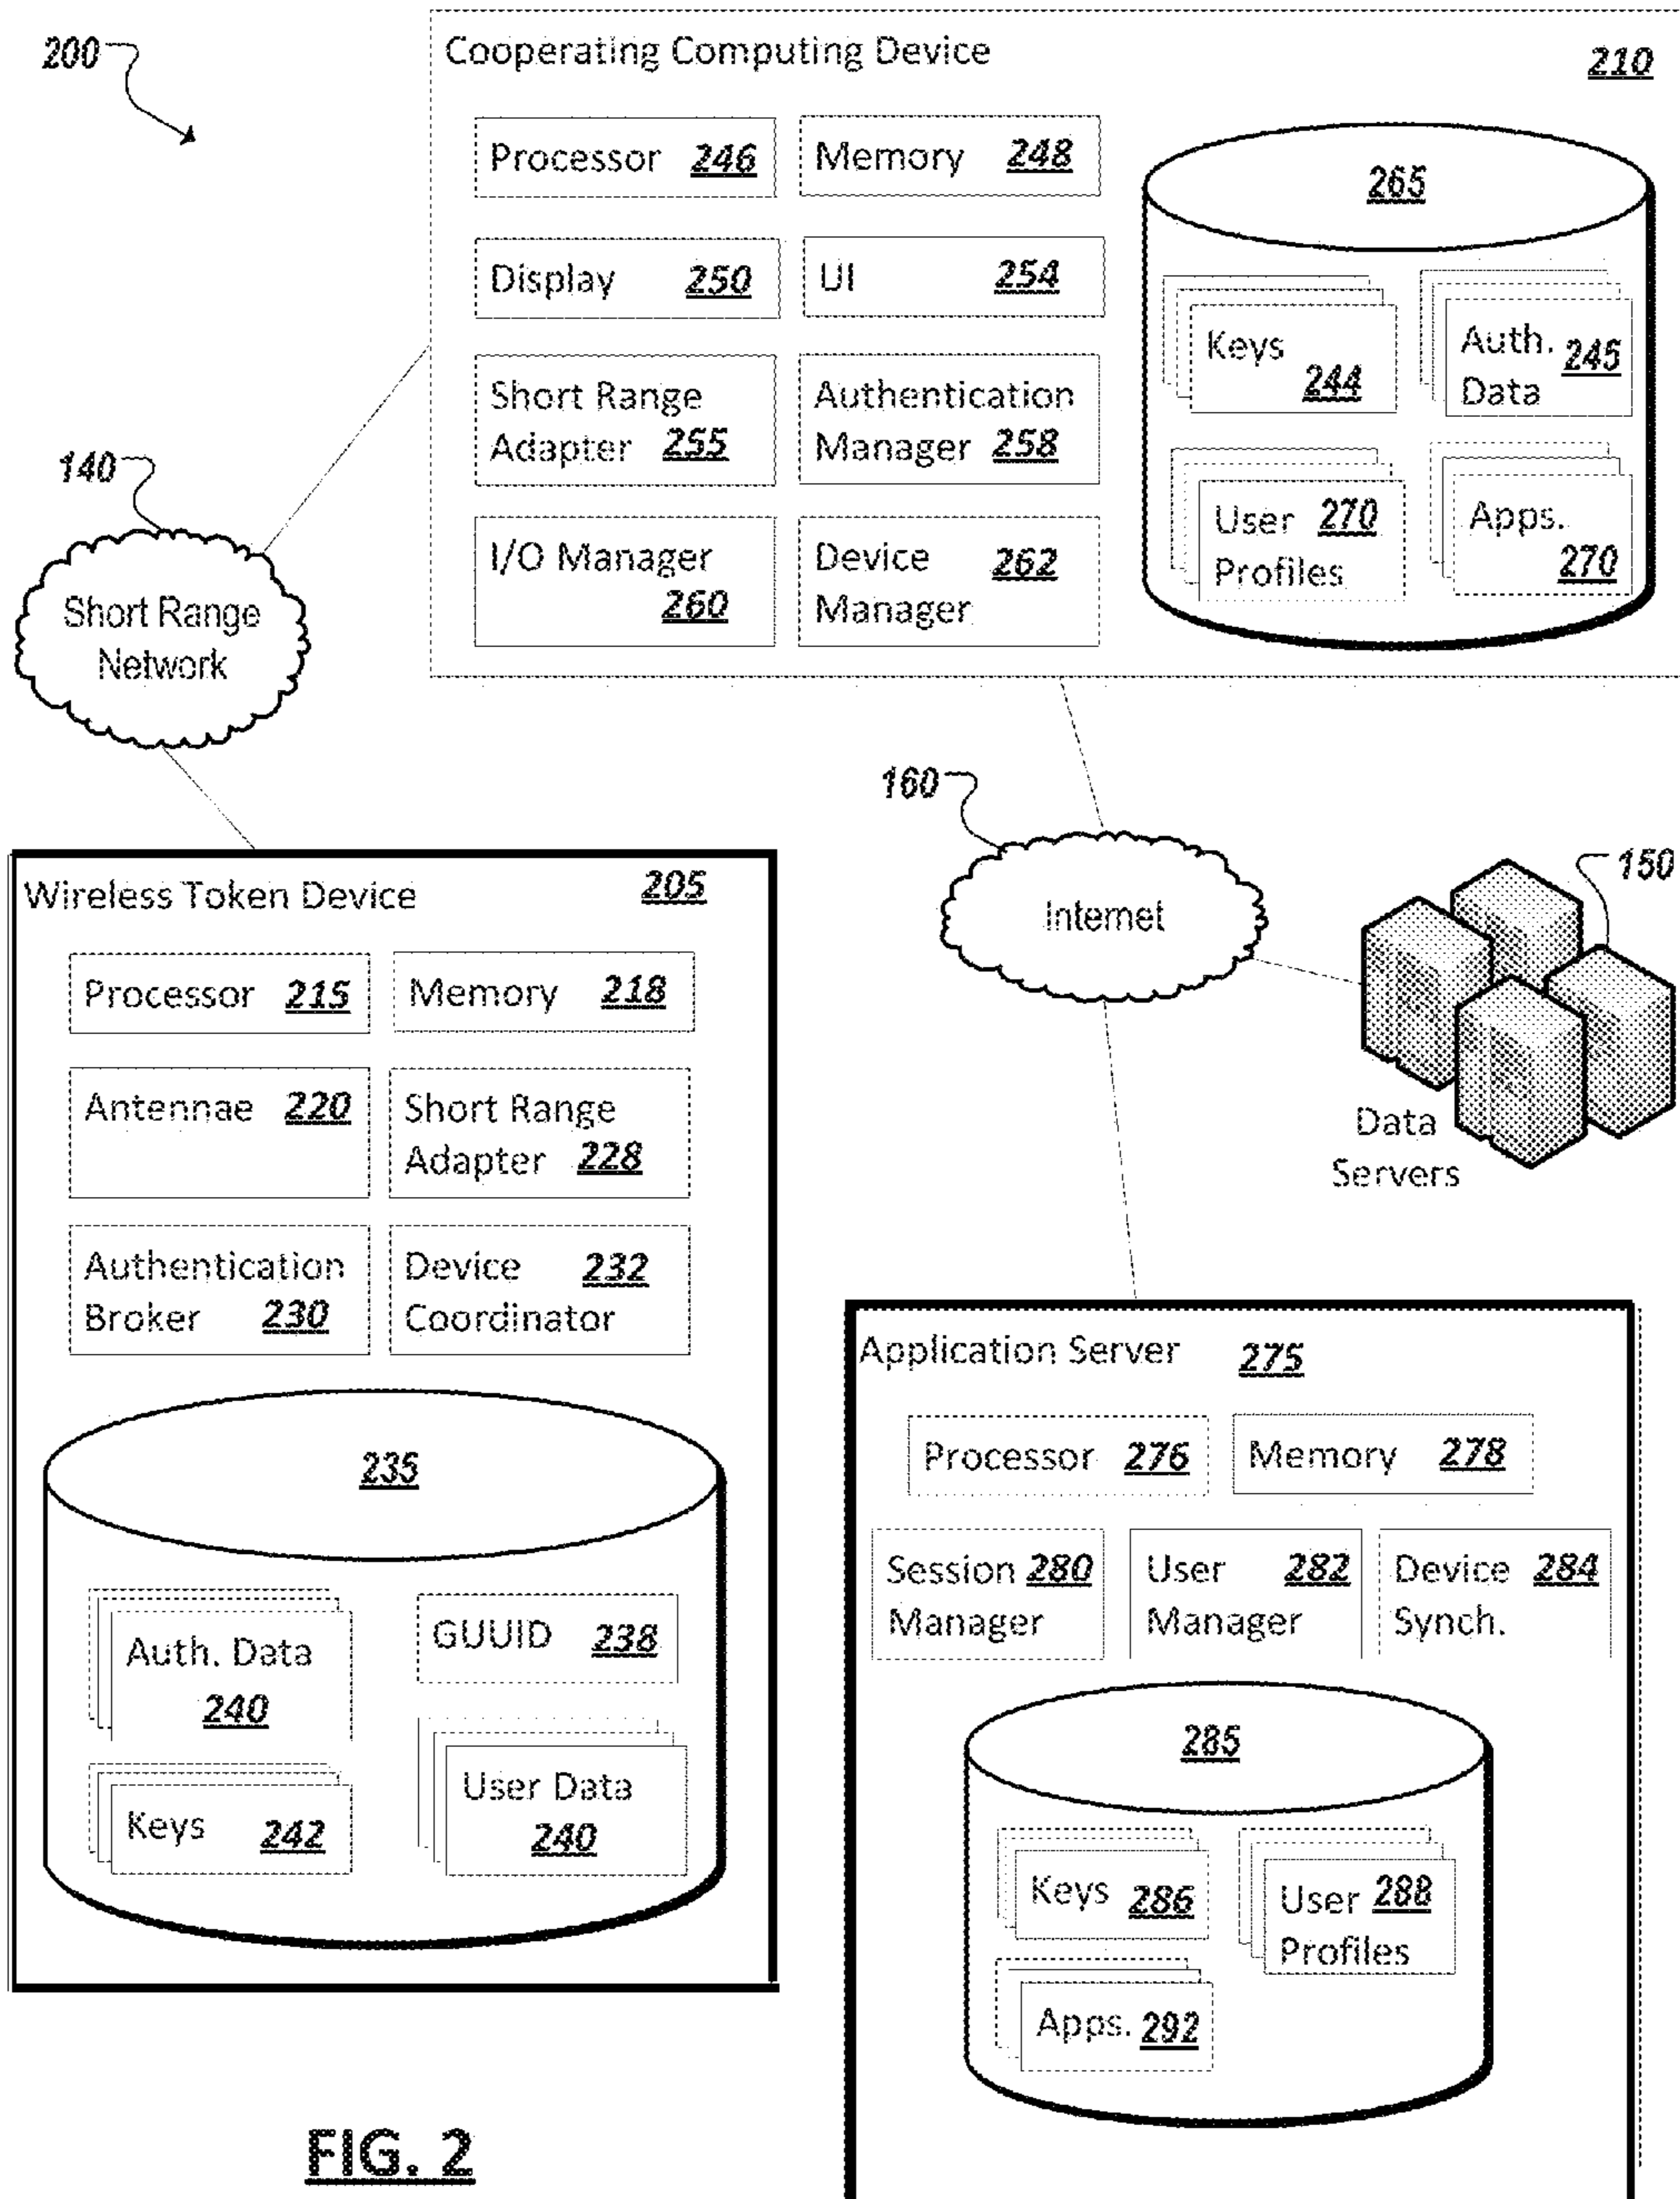 200
Cooperating Computing Device 210
Processor 246
Memory 248
265
Display 250
UI 254
Keys
244
Auth. 245
Data
Short Range
Adapter 255
Authentication
Manager 258
User 270
Profiles
Apps.
270
I/O Manager
260
Device 262
Manager
140
Short Range
Network
160
Internet
150
Data
Servers
Wireless Token Device 205
Processor 215
Memory 218
Antennae 220
Short Range
Adapter 228
Authentication
Broker 230
Device 232
Coordinator
235
Auth. Data
240
GUUID 238
Keys 242
User Data
240
Application Server 275
Processor 276
Memory 278
Session 280
Manager
User 282
Manager
Device 284
Synch.
285
Keys 286
User 288
Profiles
Apps. 292
FIG. 2